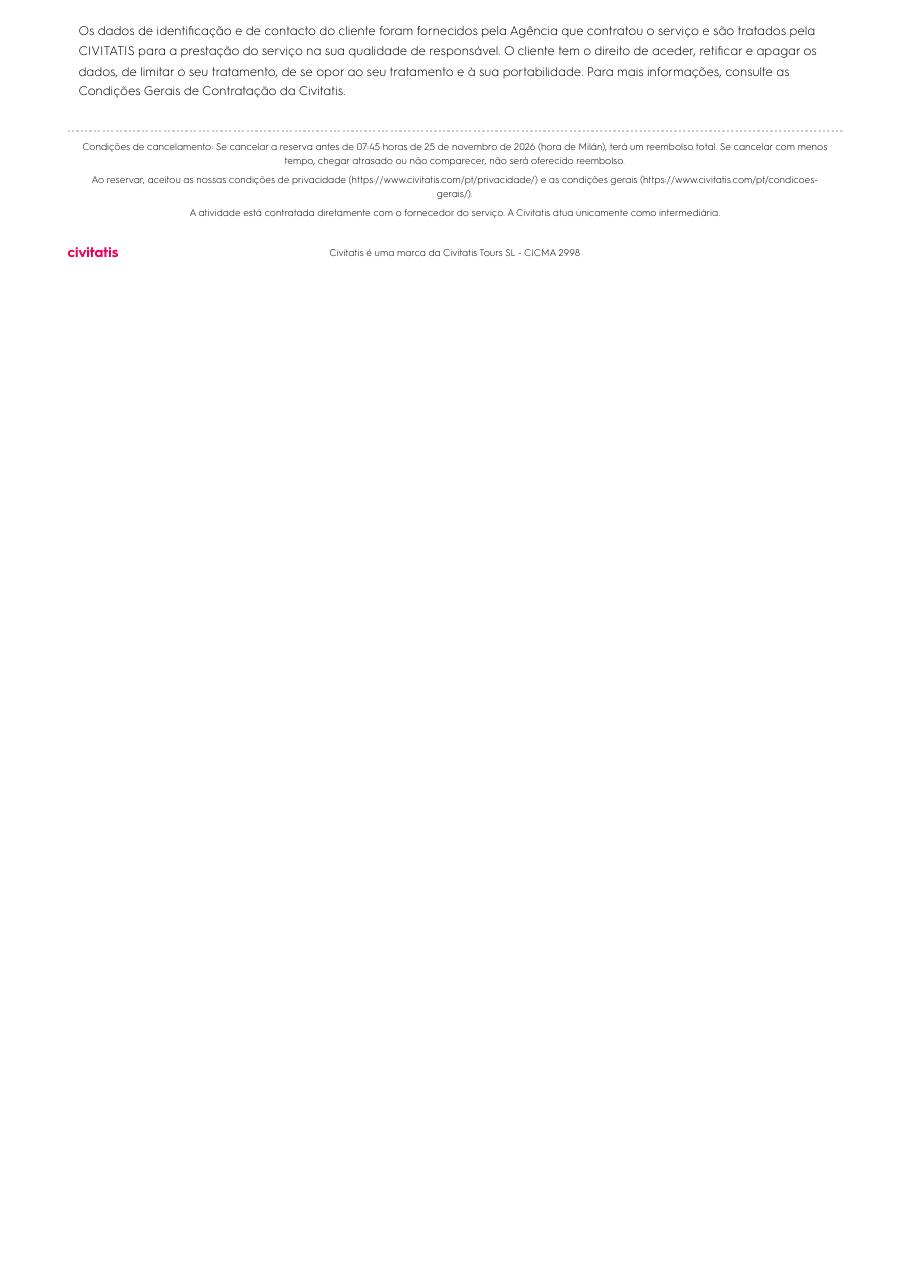 Os dados de identificação e de contacto do cliente foram fornecidos pela Agência que contratou o serviço e são tratados pela
CIVITATIS para a prestação do serviço na sua qualidade de responsável. O cliente tem o direito de aceder, retificar e apagar os
dados, de limitar o seu tratamento, de se opor ao seu tratamento e à sua portabilidade. Para mais informações, consulte as
Condições Gerais de Contratação da Civitatis.
Condições de cancelamento: Se cancelar a reserva antes de 07:45 horas de 25 de novembro de 2026 (hora de Milán), terá um reembolso total. Se cancelar com menos
tempo, chegar atrasado ou não comparecer, não será oferecido reembolso.
Ao reservar, aceitou as nossas condições de privacidade (https://www.civitatis.com/pt/privacidade/) e as condições gerais (https://www.civitatis.com/pt/condicoes-
gerais/).
A atividade está contratada diretamente com o fornecedor do serviço. A Civitatis atua unicamente como intermediária.
civitatis
Civitatis é uma marca da Civitatis Tours SL - CICMA 2998